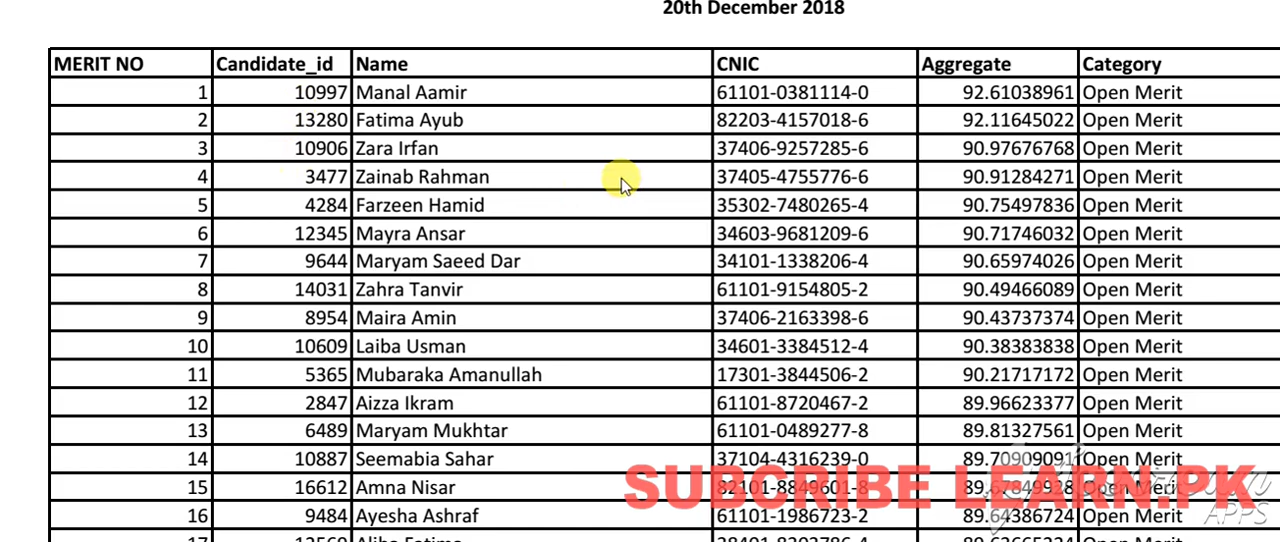 20th December 2018
MERIT NO Candidate_id Name CNIC Aggregate Category
1 10997 Manal Aamir 61101-0381114-0 92.61038961 Open Merit
2 13280 Fatima Ayub 82203-4157018-6 92.11645022 Open Merit
3 10906 Zara Irfan 37406-9257285-6 90.97676768 Open Merit
4 3477 Zainab Rahman 37405-4755776-6 90.91284271 Open Merit
5 4284 Farzeen Hamid 35302-7480265-4 90.75497836 Open Merit
6 12345 Mayra Ansar 34603-9681209-6 90.71746032 Open Merit
7 9644 Maryam Saeed Dar 34101-1338206-4 90.65974026 Open Merit
8 14031 Zahra Tanvir 61101-9154805-2 90.49466089 Open Merit
9 8954 Maira Amin 37406-2163398-6 90.43737374 Open Merit
10 10609 Laiba Usman 34601-3384512-4 90.38383838 Open Merit
11 5365 Mubaraka Amanullah 17301-3844506-2 90.21717172 Open Merit
12 2847 Aizza Ikram 61101-8720467-2 89.96623377 Open Merit
13 6489 Maryam Mukhtar 61101-0489277-8 89.81327561 Open Merit
14 10887 Seemabia Sahar 37104-4316239-0 89.70909091 Open Merit
15 16612 Amna Nisar 82101-8849601-8 89.67849928 Open Merit
SUBCRIBE LEARN.PK
16 9484 Ayesha Ashraf 61101-1986723-2 89.64386724 Open Merit
APPS